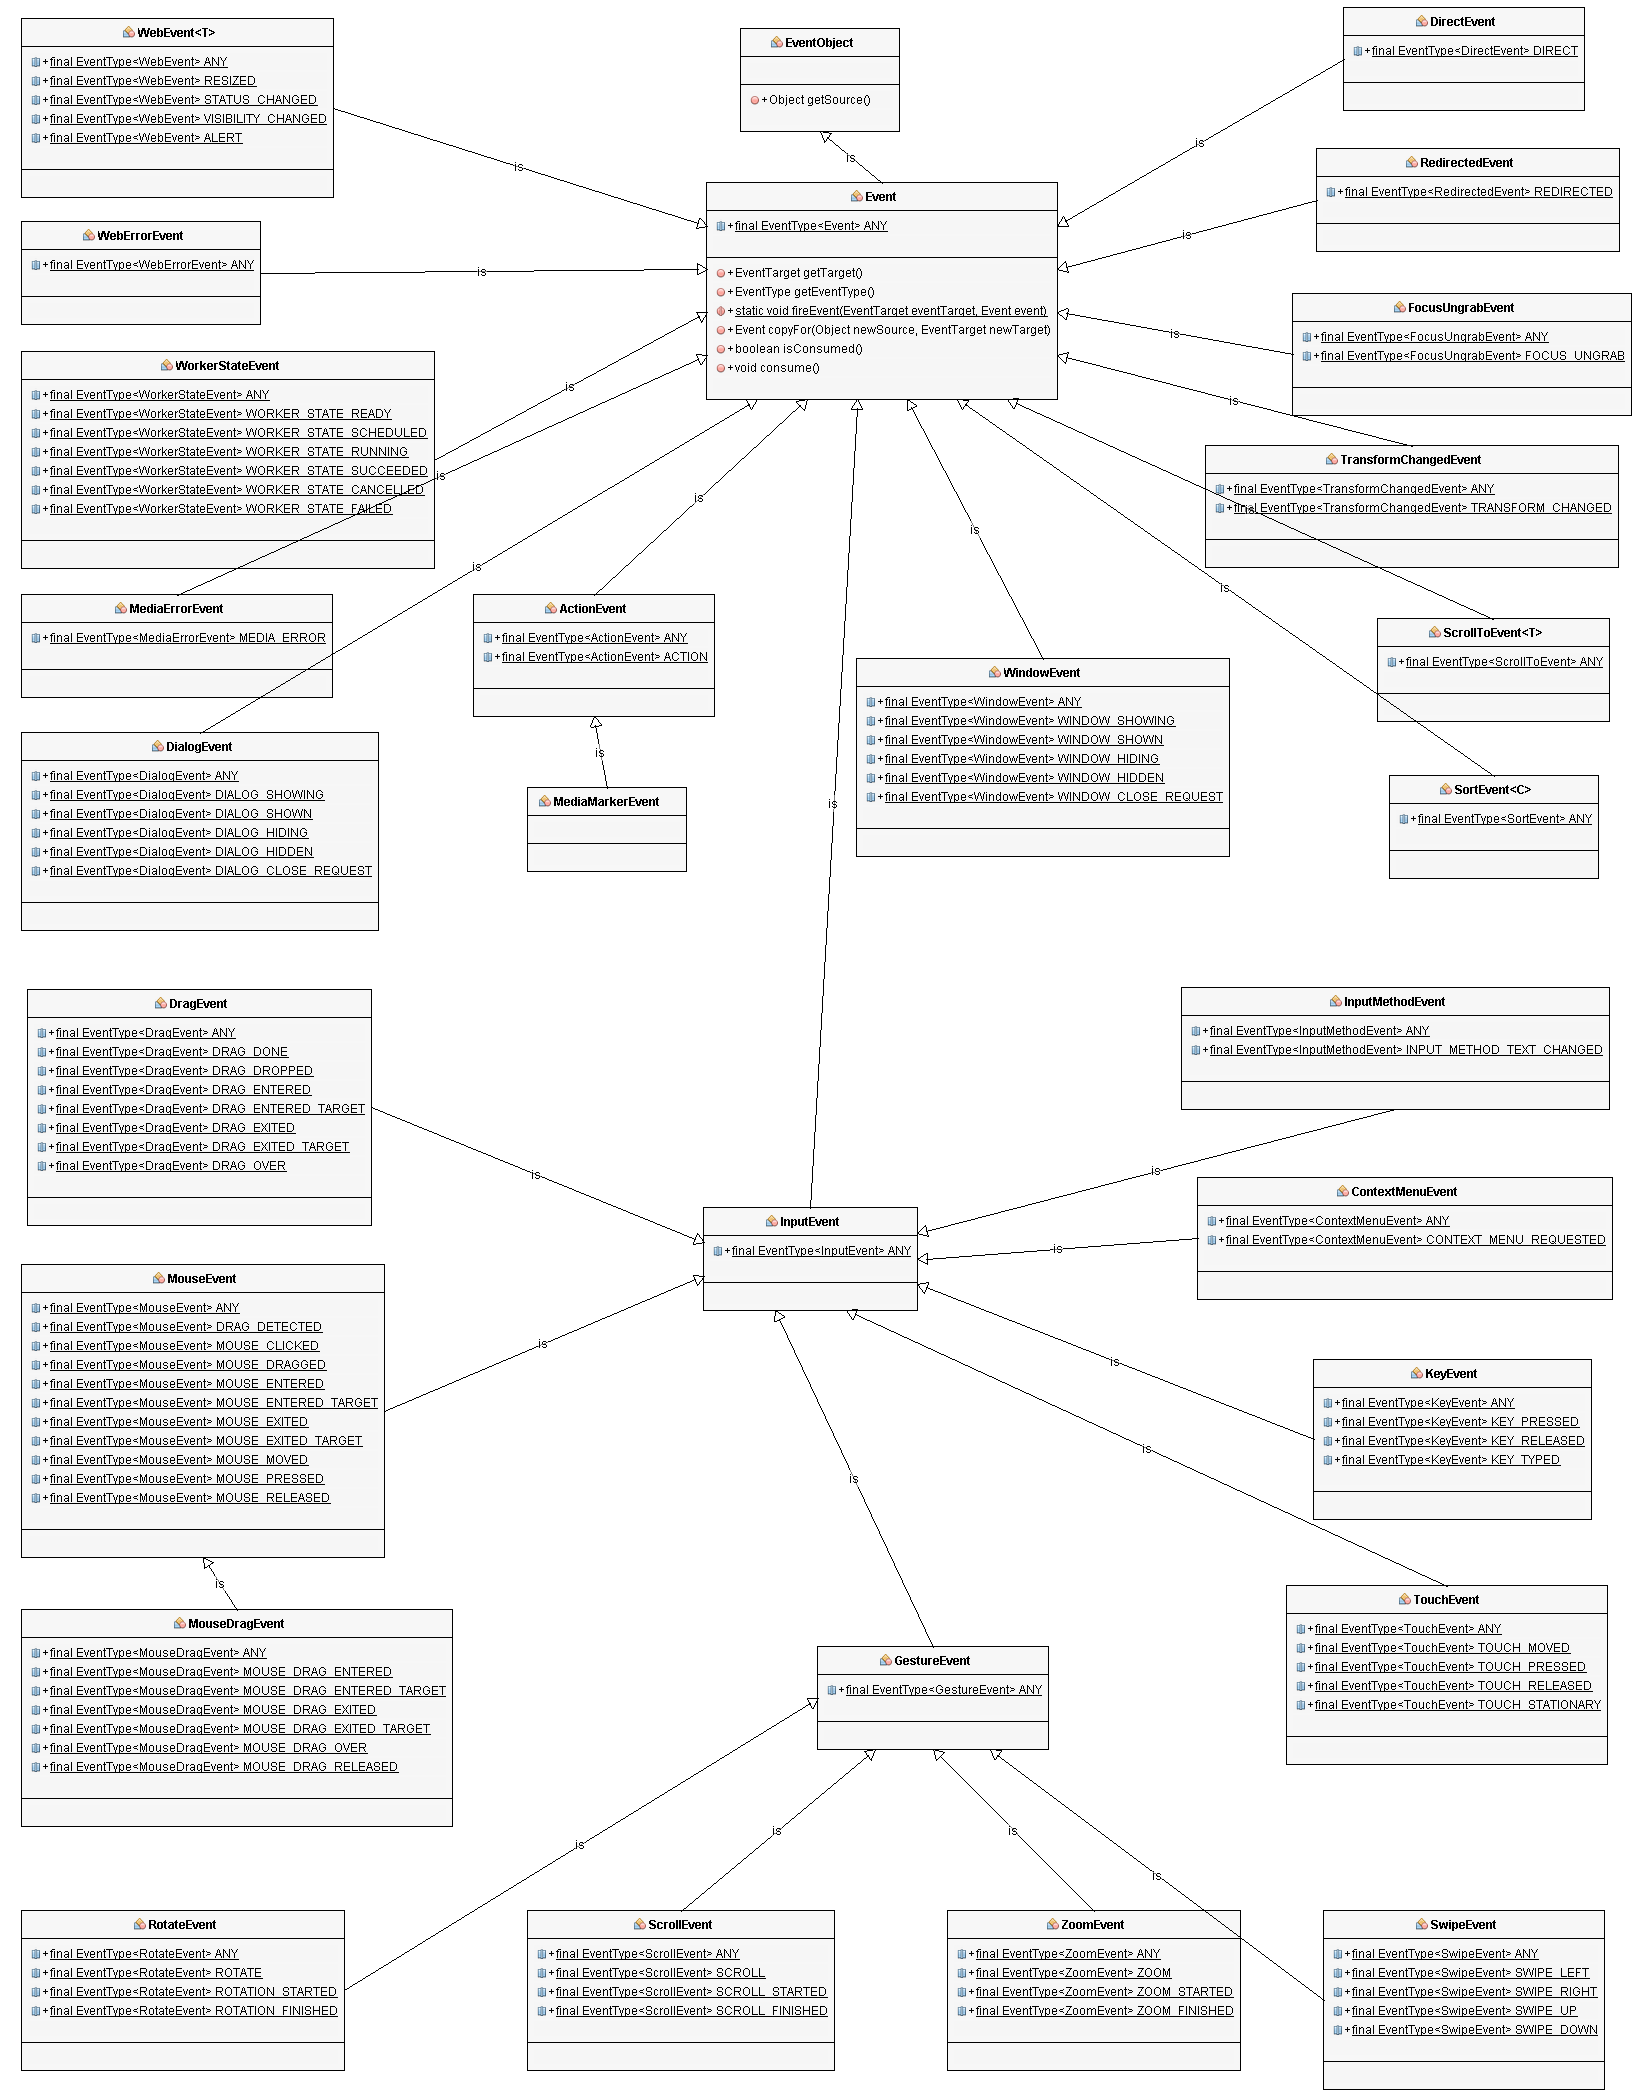 WebEvent<T>
+final EventType<WebEvent> ANY
+final EventType<WebEvent> RESIZED
+final EventType<WebEvent> STATUS_CHANGED
+final EventType<WebEvent> VISIBILITY_CHANGED
+final EventType<WebEvent> ALERT
EventObject
+Object getSource()
DirectEvent
+final EventType<DirectEvent> DIRECT
is
is
is
RedirectedEvent
+final EventType<RedirectedEvent> REDIRECTED
is
Event
+final EventType<Event> ANY
+EventTarget getTarget()
+EventType getEventType()
+static void fireEvent(EventTarget eventTarget, Event event)
+Event copyFor(Object newSource, EventTarget newTarget)
+boolean isConsumed()
+void consume()
WebErrorEvent
+final EventType<WebErrorEvent> ANY
is
FocusUngrabEvent
+final EventType<FocusUngrabEvent> ANY
+final EventType<FocusUngrabEvent> FOCUS_UNGRAB
is
WorkerStateEvent
+final EventType<WorkerStateEvent> ANY
+final EventType<WorkerStateEvent> WORKER_STATE_READY
+final EventType<WorkerStateEvent> WORKER_STATE_SCHEDULED
+final EventType<WorkerStateEvent> WORKER_STATE_RUNNING
+final EventType<WorkerStateEvent> WORKER_STATE_SUCCEEDED
+final EventType<WorkerStateEvent> WORKER_STATE_CANCELLED
+final EventType<WorkerStateEvent> WORKER_STATE_FAILED
is
is
is
TransformChangedEvent
+final EventType<TransformChangedEvent> ANY
+final EventType<TransformChangedEvent> TRANSFORM_CHANGED
is
is
is
is
is
is
MediaErrorEvent
+final EventType<MediaErrorEvent> MEDIA_ERROR
ActionEvent
+final EventType<ActionEvent> ANY
+final EventType<ActionEvent> ACTION
ScrollToEvent<T>
+final EventType<ScrollToEvent> ANY
WindowEvent
+final EventType<WindowEvent> ANY
+final EventType<WindowEvent> WINDOW_SHOWING
+final EventType<WindowEvent> WINDOW_SHOWN
+final EventType<WindowEvent> WINDOW_HIDING
+final EventType<WindowEvent> WINDOW_HIDDEN
+final EventType<WindowEvent> WINDOW_CLOSE_REQUEST
DialogEvent
+final EventType<DialogEvent> ANY
+final EventType<DialogEvent> DIALOG_SHOWING
+final EventType<DialogEvent> DIALOG_SHOWN
+final EventType<DialogEvent> DIALOG_HIDING
+final EventType<DialogEvent> DIALOG_HIDDEN
+final EventType<DialogEvent> DIALOG_CLOSE_REQUEST
is
MediaMarkerEvent
SortEvent<C>
+final EventType<SortEvent> ANY
is
DragEvent
+final EventType<DragEvent> ANY
+final EventType<DragEvent> DRAG_DONE
+final EventType<DragEvent> DRAG_DROPPED
+final EventType<DragEvent> DRAG_ENTERED
+final EventType<DragEvent> DRAG_ENTERED_TARGET
+final EventType<DragEvent> DRAG_EXITED
+final EventType<DragEvent> DRAG_EXITED_TARGET
+final EventType<DragEvent> DRAG_OVER
InputMethodEvent
+final EventType<InputMethodEvent> ANY
+final EventType<InputMethodEvent> INPUT_METHOD_TEXT_CHANGED
is
is
InputEvent
+final EventType<InputEvent> ANY
ContextMenuEvent
+final EventType<ContextMenuEvent> ANY
+final EventType<ContextMenuEvent> CONTEXT_MENU_REQUESTED
is
MouseEvent
+final EventType<MouseEvent> ANY
+final EventType<MouseEvent> DRAG_DETECTED
+final EventType<MouseEvent> MOUSE_CLICKED
+final EventType<MouseEvent> MOUSE_DRAGGED
+final EventType<MouseEvent> MOUSE_ENTERED
+final EventType<MouseEvent> MOUSE_ENTERED_TARGET
+final EventType<MouseEvent> MOUSE_EXITED
+final EventType<MouseEvent> MOUSE_EXITED_TARGET
+final EventType<MouseEvent> MOUSE_MOVED
+final EventType<MouseEvent> MOUSE_PRESSED
+final EventType<MouseEvent> MOUSE_RELEASED
is
is
KeyEvent
+final EventType<KeyEvent> ANY
+final EventType<KeyEvent> KEY_PRESSED
+final EventType<KeyEvent> KEY_RELEASED
+final EventType<KeyEvent> KEY_TYPED
is
is
is
MouseDragEvent
+final EventType<MouseDragEvent> ANY
+final EventType<MouseDragEvent> MOUSE_DRAG_ENTERED
+final EventType<MouseDragEvent> MOUSE_DRAG_ENTERED_TARGET
+final EventType<MouseDragEvent> MOUSE_DRAG_EXITED
+final EventType<MouseDragEvent> MOUSE_DRAG_EXITED_TARGET
+final EventType<MouseDragEvent> MOUSE_DRAG_OVER
+final EventType<MouseDragEvent> MOUSE_DRAG_RELEASED
GestureEvent
+final EventType<GestureEvent> ANY
TouchEvent
+final EventType<TouchEvent> ANY
+final EventType<TouchEvent> TOUCH_MOVED
+final EventType<TouchEvent> TOUCH_PRESSED
+final EventType<TouchEvent> TOUCH_RELEASED
+final EventType<TouchEvent> TOUCH_STATIONARY
is
is
is
is
RotateEvent
+final EventType<RotateEvent> ANY
+final EventType<RotateEvent> ROTATE
+final EventType<RotateEvent> ROTATION_STARTED
+final EventType<RotateEvent> ROTATION_FINISHED
ScrollEvent
+final EventType<ScrollEvent> ANY
+final EventType<ScrollEvent> SCROLL
+final EventType<ScrollEvent> SCROLL_STARTED
+final EventType<ScrollEvent> SCROLL_FINISHED
ZoomEvent
+final EventType<ZoomEvent> ANY
+final EventType<ZoomEvent> ZOOM
+final EventType<ZoomEvent> ZOOM_STARTED
+final EventType<ZoomEvent> ZOOM_FINISHED
SwipeEvent
+final EventType<SwipeEvent> ANY
+final EventType<SwipeEvent> SWIPE_LEFT
+final EventType<SwipeEvent> SWIPE_RIGHT
+final EventType<SwipeEvent> SWIPE_UP
+final EventType<SwipeEvent> SWIPE_DOWN